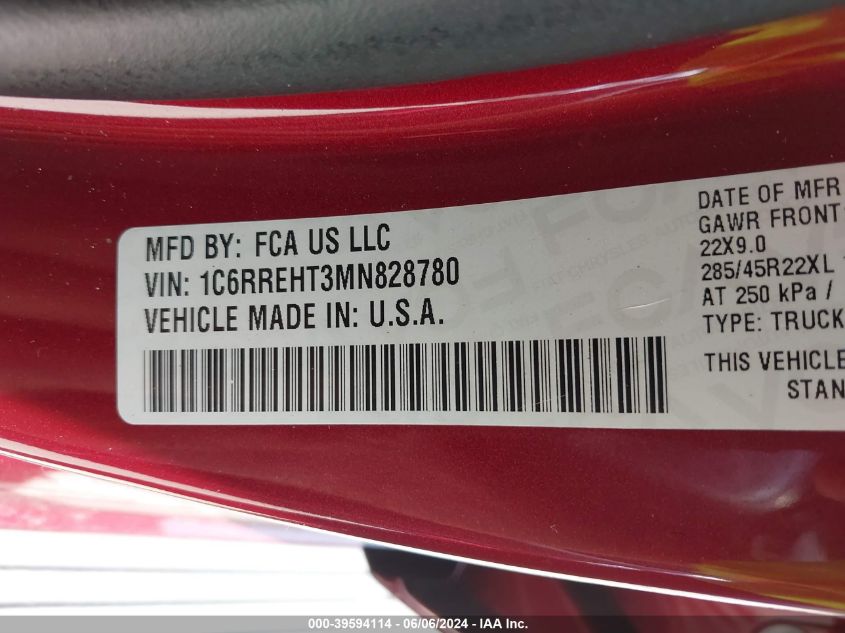 MFD BY: FCA US LLC
VIN: 1C6RREHT3MN828780
VEHICLE MADE IN: U.S.A.
DATE OF MFR
GAWR FRONT
22X9.0
285/45R22XL
AT 250 kPa /
TYPE: TRUCK
THIS VEHICLE
STAN
000-39594114 - 06/06/2024 - IAA Inc.